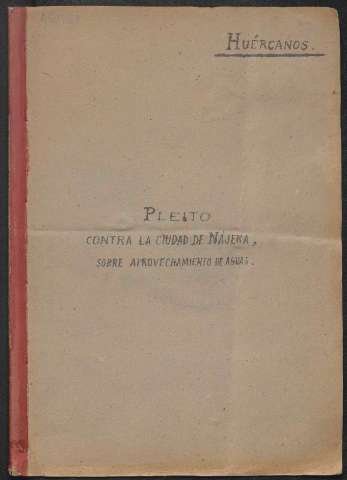 HUÉRCANOS.
PLEITO
CONTRA LA CIUDAD DE NÁJERA,
SOBRE APROVECHAMIENTO DE AGUAS.